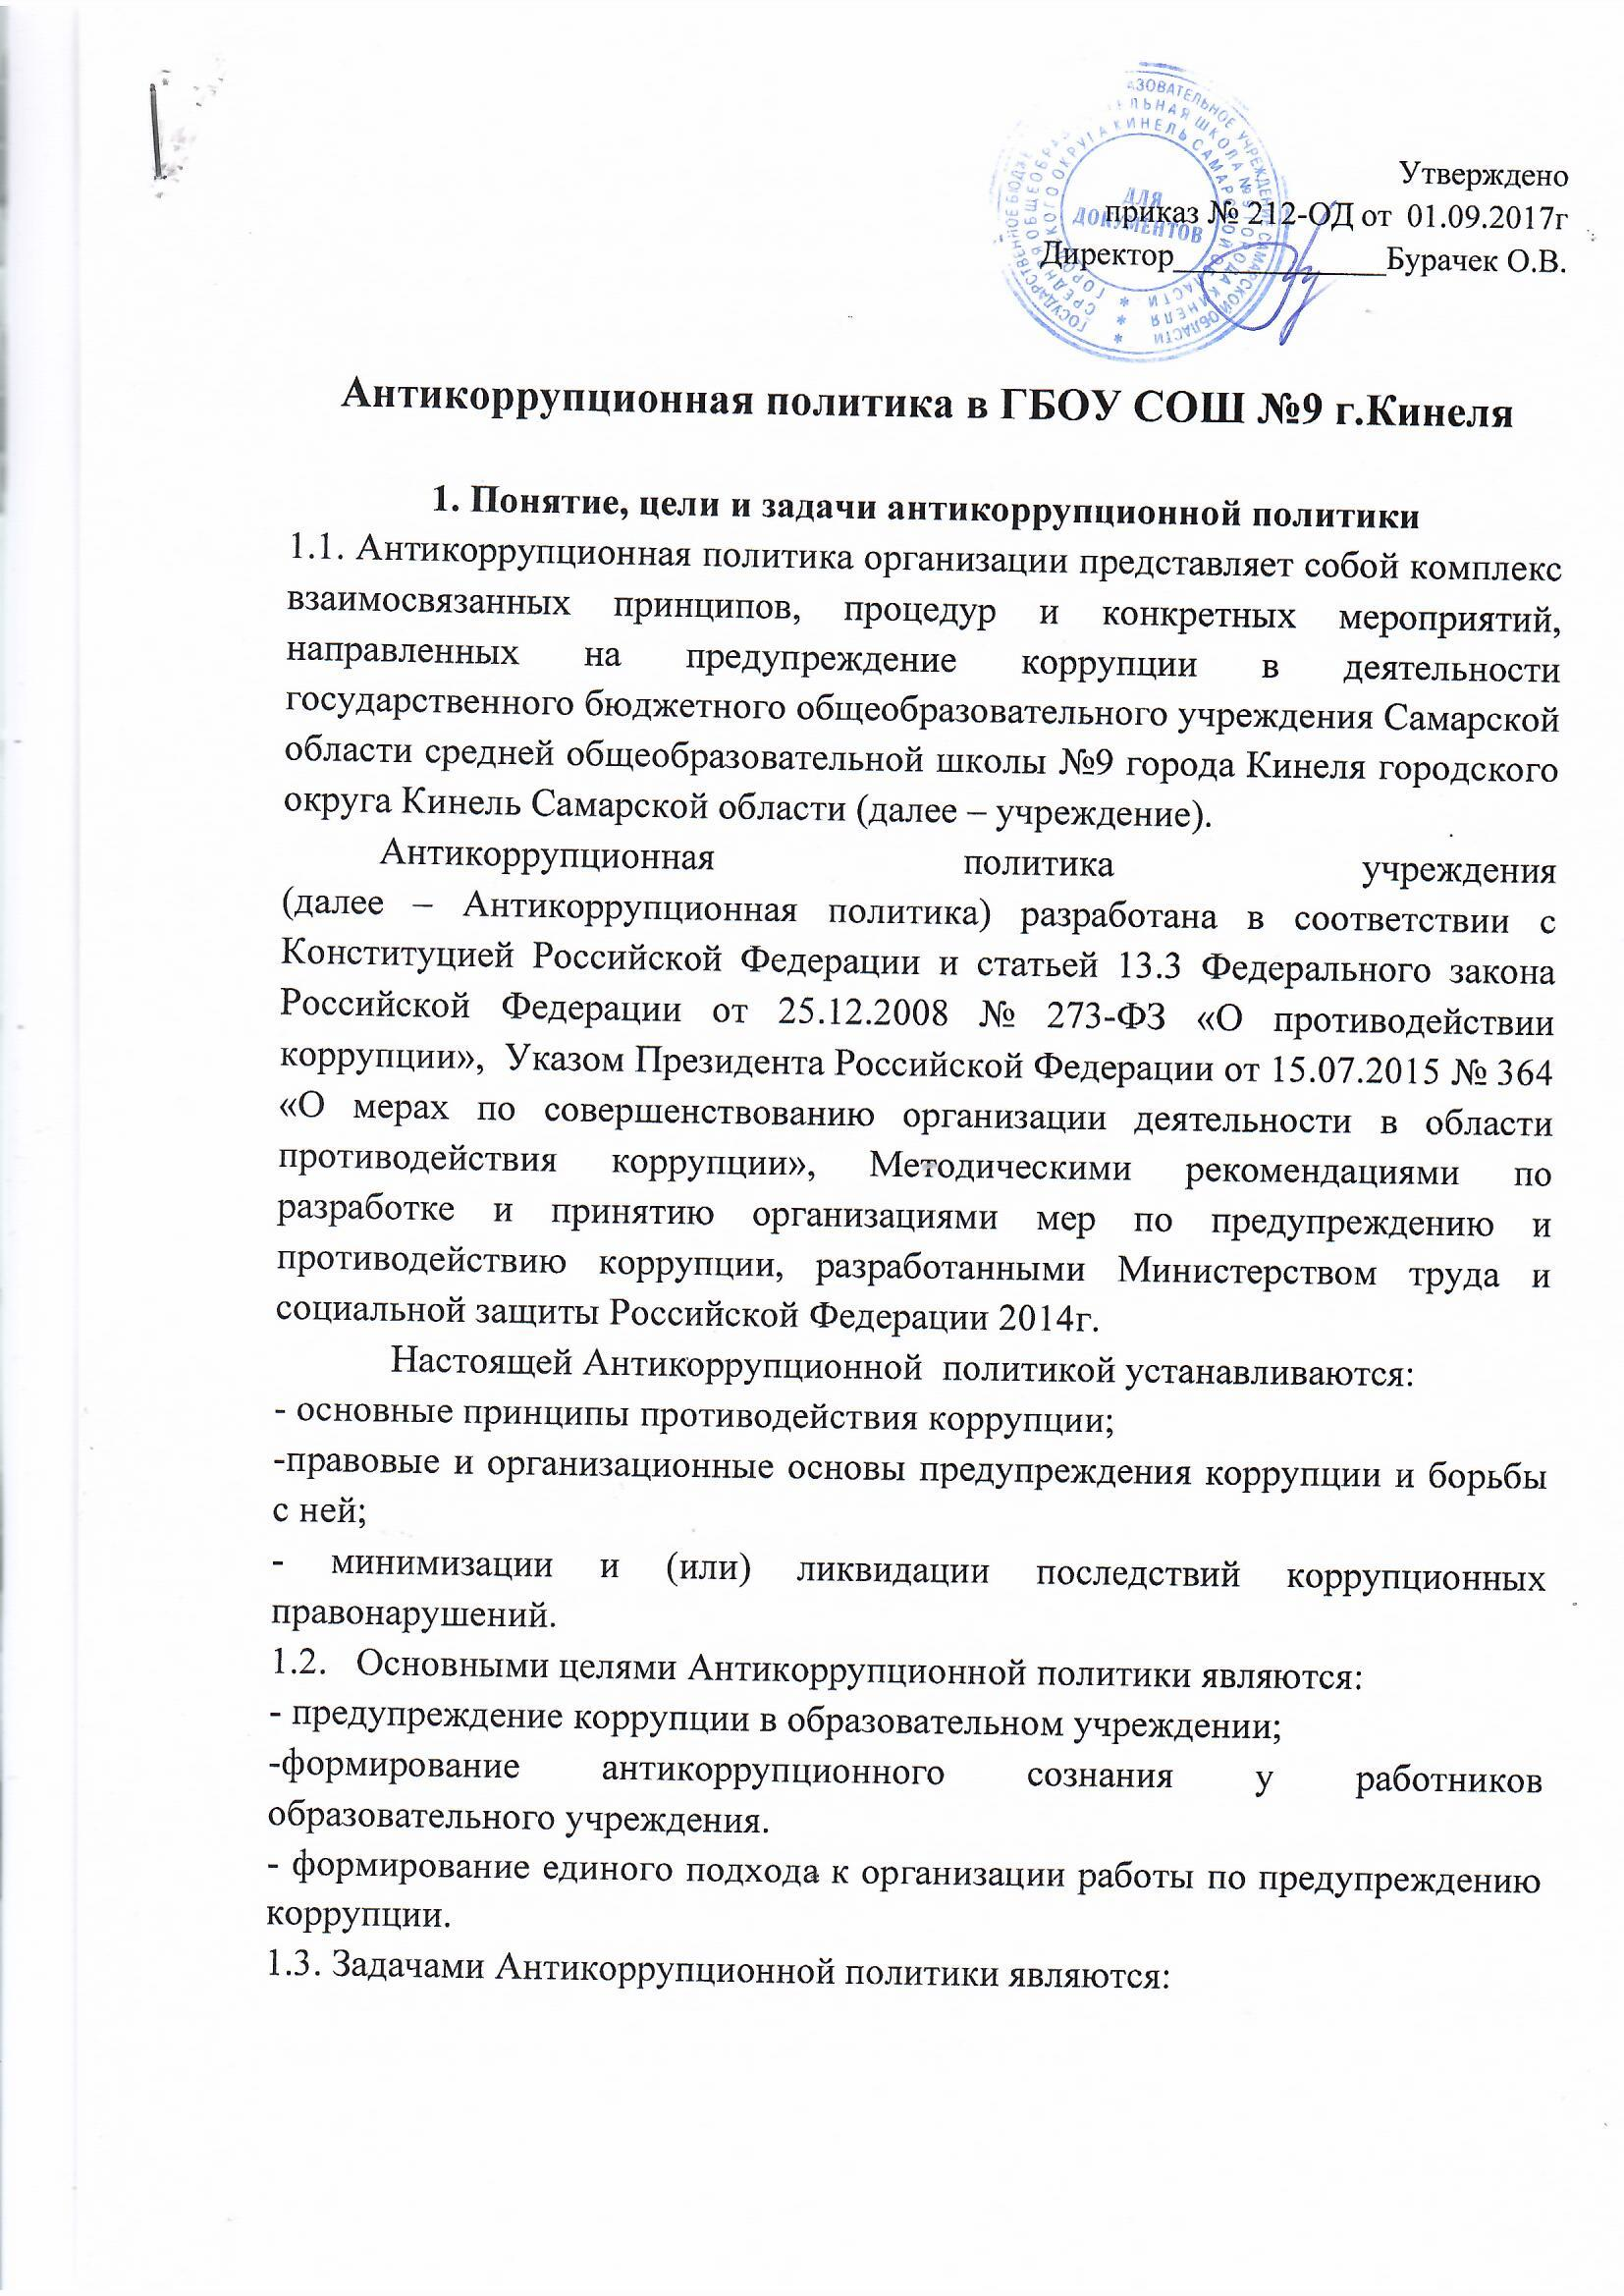 Утверждено
приказ № 212-ОД от 01.09.2017г
Директор_____________Бурачек О.В.
ДЛЯ
ДОКУМЕНТОВ
Антикоррупционная политика в ГБОУ СОШ №9 г.Кинеля
1. Понятие, цели и задачи антикоррупционной политики
1.1. Антикоррупционная политика организации представляет собой комплекс
взаимосвязанных принципов, процедур и конкретных мероприятий,
направленных на предупреждение коррупции в деятельности
государственного бюджетного общеобразовательного учреждения Самарской
области средней общеобразовательной школы №9 города Кинеля городского
округа Кинель Самарской области (далее – учреждение).
Антикоррупционная политика учреждения
(далее – Антикоррупционная политика) разработана в соответствии с
Конституцией Российской Федерации и статьей 13.3 Федерального закона
Российской Федерации от 25.12.2008 № 273-ФЗ «О противодействии
коррупции», Указом Президента Российской Федерации от 15.07.2015 № 364
«О мерах по совершенствованию организации деятельности в области
противодействия коррупции», Методическими рекомендациями по
разработке и принятию организациями мер по предупреждению и
противодействию коррупции, разработанными Министерством труда и
социальной защиты Российской Федерации 2014г.
Настоящей Антикоррупционной политикой устанавливаются:
- основные принципы противодействия коррупции;
-правовые и организационные основы предупреждения коррупции и борьбы
с ней;
- минимизации и (или) ликвидации последствий коррупционных
правонарушений.
1.2. Основными целями Антикоррупционной политики являются:
- предупреждение коррупции в образовательном учреждении;
-формирование антикоррупционного сознания у работников
образовательного учреждения.
- формирование единого подхода к организации работы по предупреждению
коррупции.
1.3. Задачами Антикоррупционной политики являются: